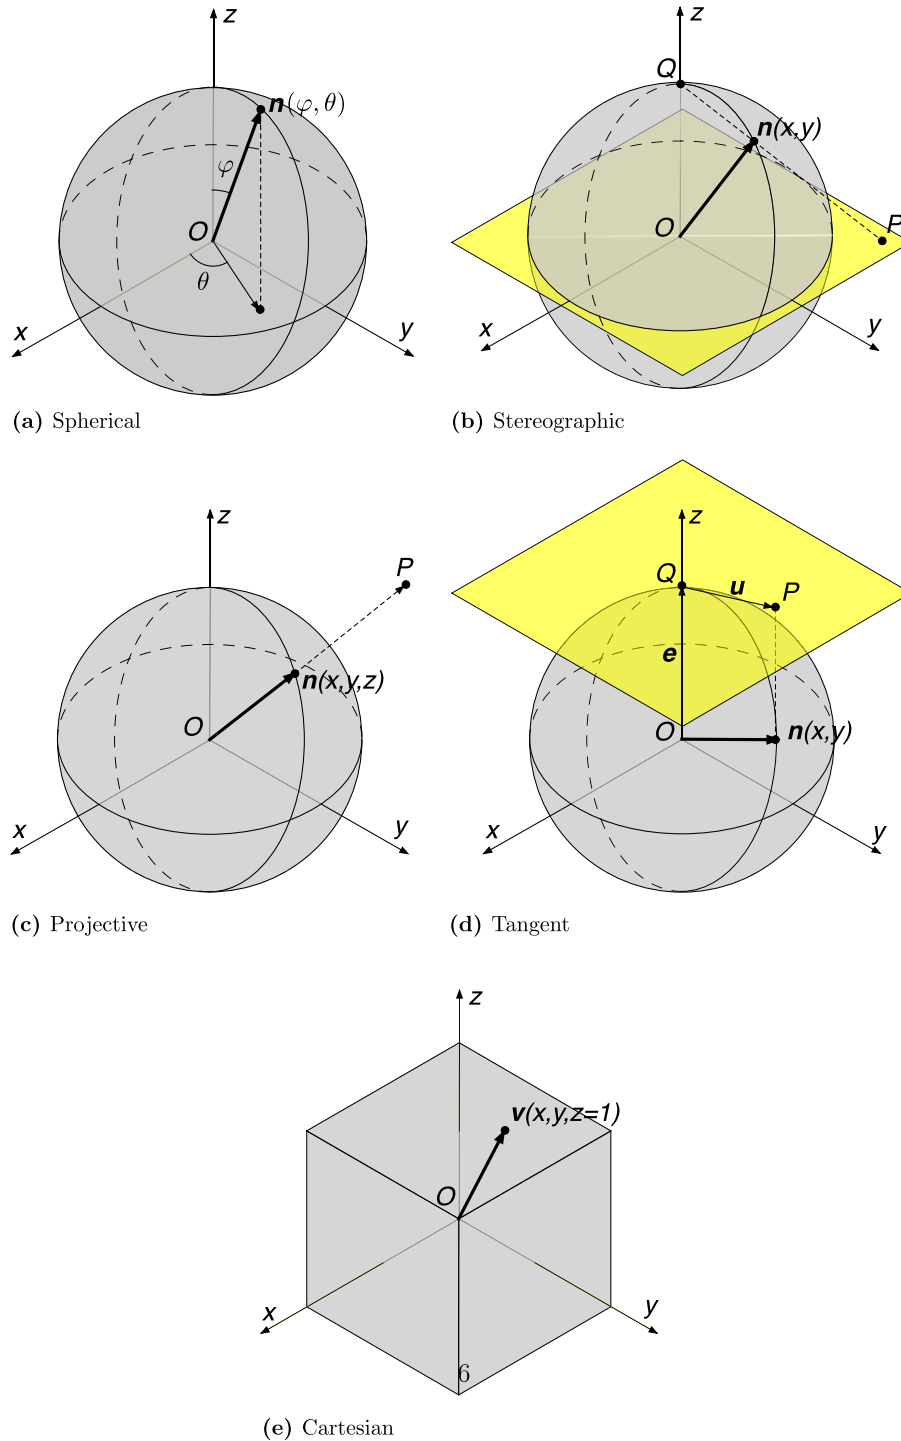 z
n(φ, θ)
φ
O
θ
x
y
(a) Spherical
z
Q
n(x,y)
O
P
x
y
(b) Stereographic
z
P
n(x,y,z)
O
x
y
(c) Projective
z
Q
u
P
e
O
n(x,y)
x
y
(d) Tangent
z
v(x,y,z=1)
O
x
y
6
(e) Cartesian